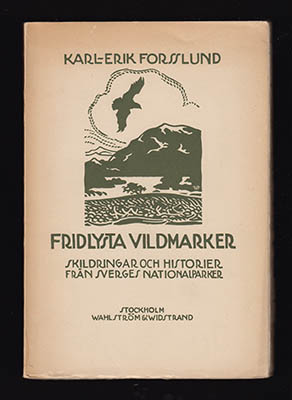 KARL-ERIK FORSSLUND
FRIDLYSTA VILDMARKER
SKILDRINGAR OCH HISTORIER
FRÅN SVERGES NATIONALPARKER
STOCKHOLM
WAHLSTRÖM & WIDSTRAND